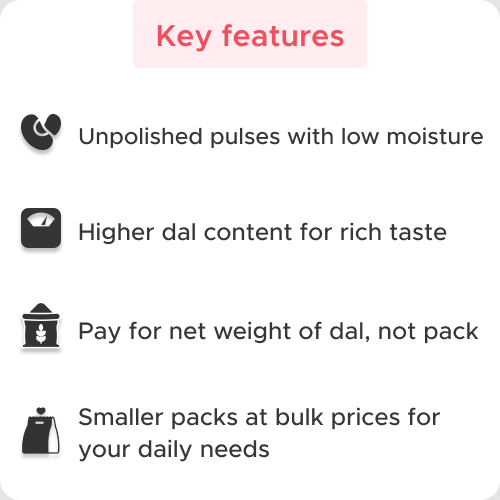 Key features
Unpolished pulses with low moisture
Higher dal content for rich taste
Pay for net weight of dal, not pack
Smaller packs at bulk prices for
your daily needs